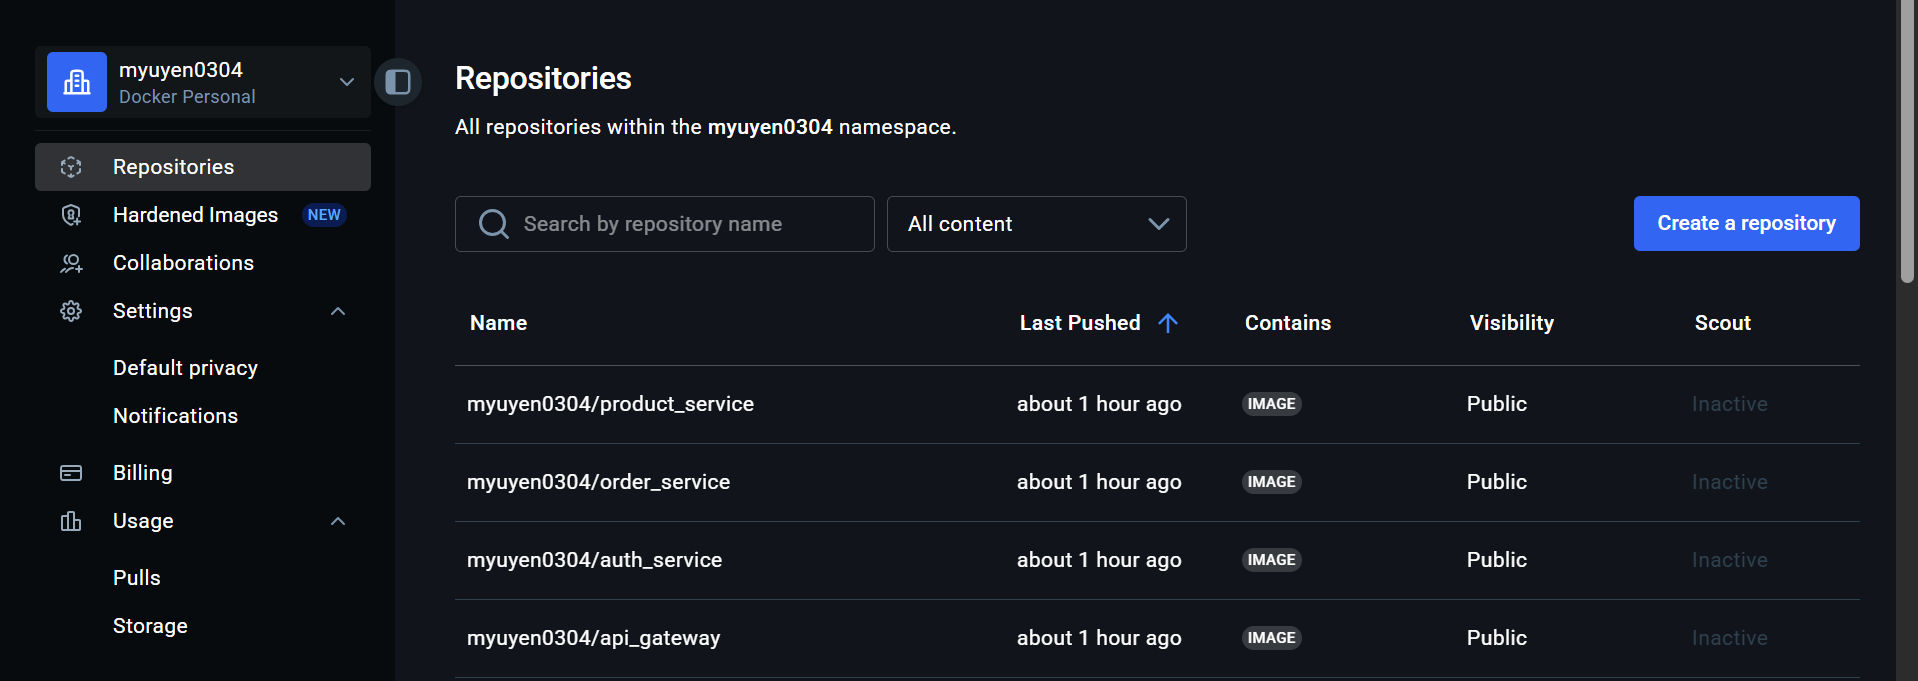 myuyen0304
Docker Personal
Repositories
Hardened Images NEW
Collaborations
Settings
Default privacy
Notifications
Billing
Usage
Pulls
Storage
Repositories
All repositories within the myuyen0304 namespace.
Search by repository name
All content
Create a repository
Name Last Pushed Contains Visibility Scout
myuyen0304/product_service about 1 hour ago IMAGE Public Inactive
myuyen0304/order_service about 1 hour ago IMAGE Public Inactive
myuyen0304/auth_service about 1 hour ago IMAGE Public Inactive
myuyen0304/api_gateway about 1 hour ago IMAGE Public Inactive